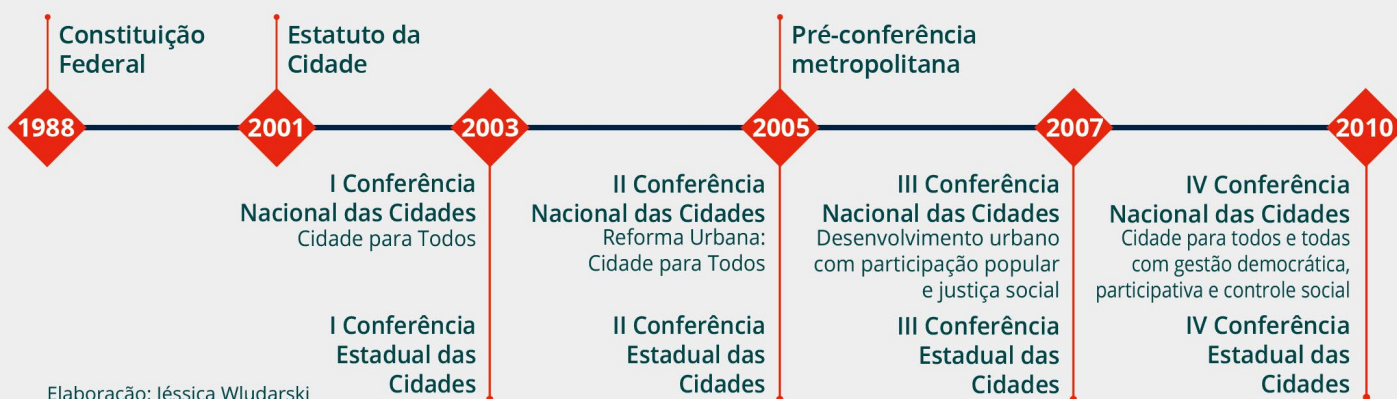 Constituição
Federal
Estatuto da
Cidade
Pré-conferência
metropolitana
1988
2001
2003
2005
2007
2010
I Conferência
Nacional das Cidades
Cidade para Todos
II Conferência
Nacional das Cidades
Reforma Urbana:
Cidade para Todos
III Conferência
Nacional das Cidades
Desenvolvimento urbano
com participação popular
e justiça social
IV Conferência
Nacional das Cidades
Cidade para todos e todas
com gestão democrática,
participativa e controle social
I Conferência
Estadual das
Cidades
II Conferência
Estadual das
Cidades
III Conferência
Estadual das
Cidades
IV Conferência
Estadual das
Cidades
Elaboração: Jéssica Wludarski